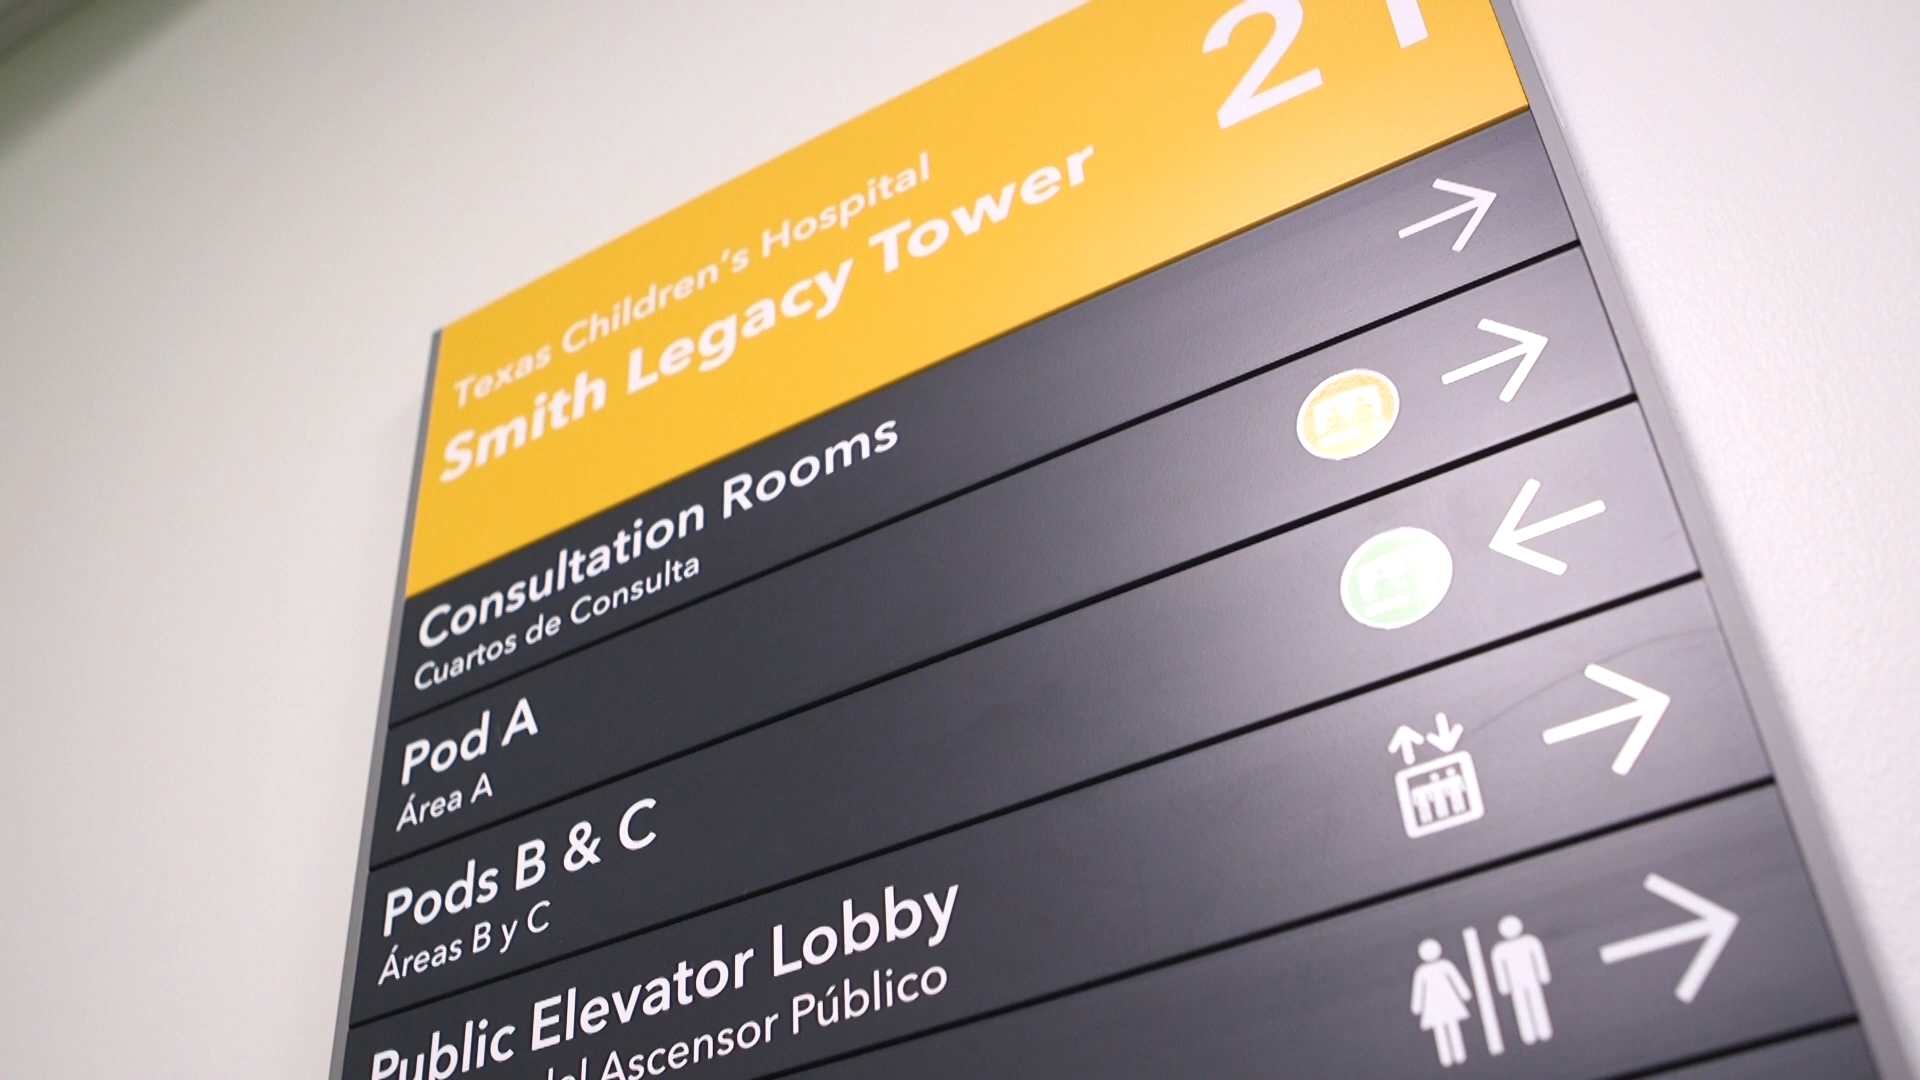 21
Texas Children's Hospital
Smith Legacy Tower
Consultation Rooms
Cuartos de Consulta
Pod A
Área A
Pods B & C
Áreas B y C
Public Elevator Lobby
Ascensor Público